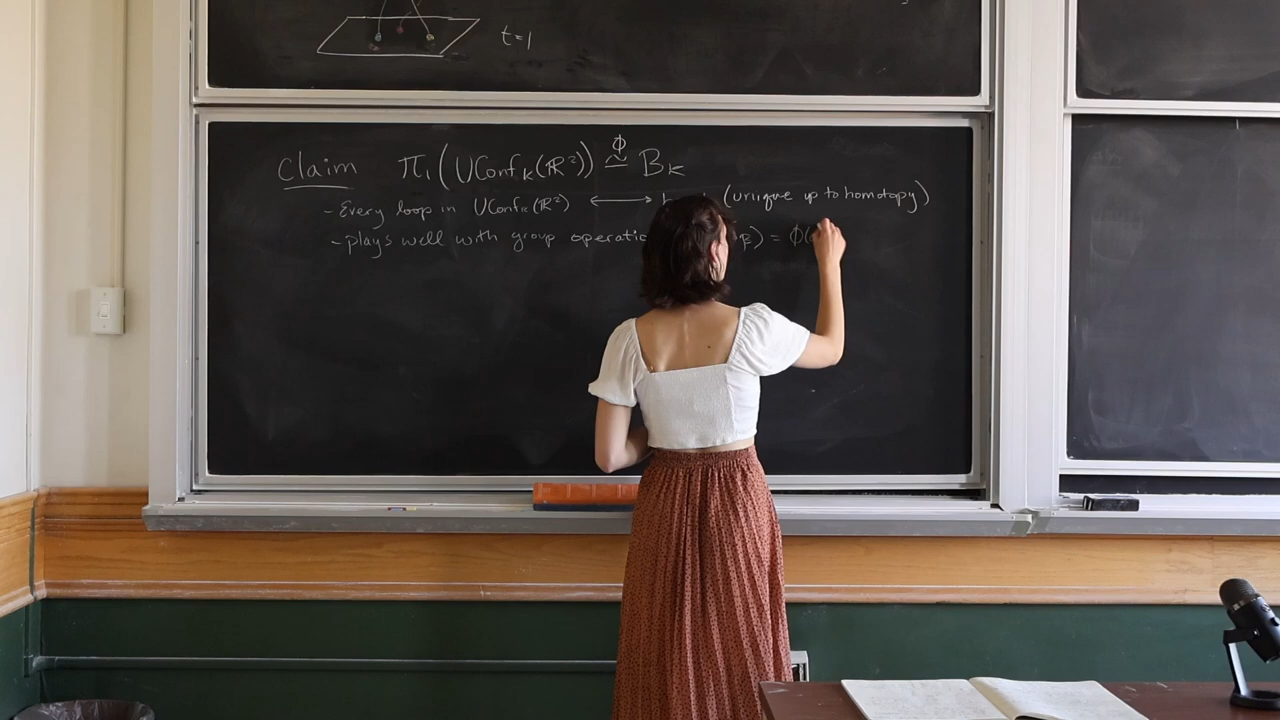 t=1
Claim π₁(UConfₖ(ℝ²)) ≅^ϕ Bₖ
- Every loop in UConfₖ(ℝ²) ⟷ (unique up to homotopy)
- plays well with group ) = ϕ(